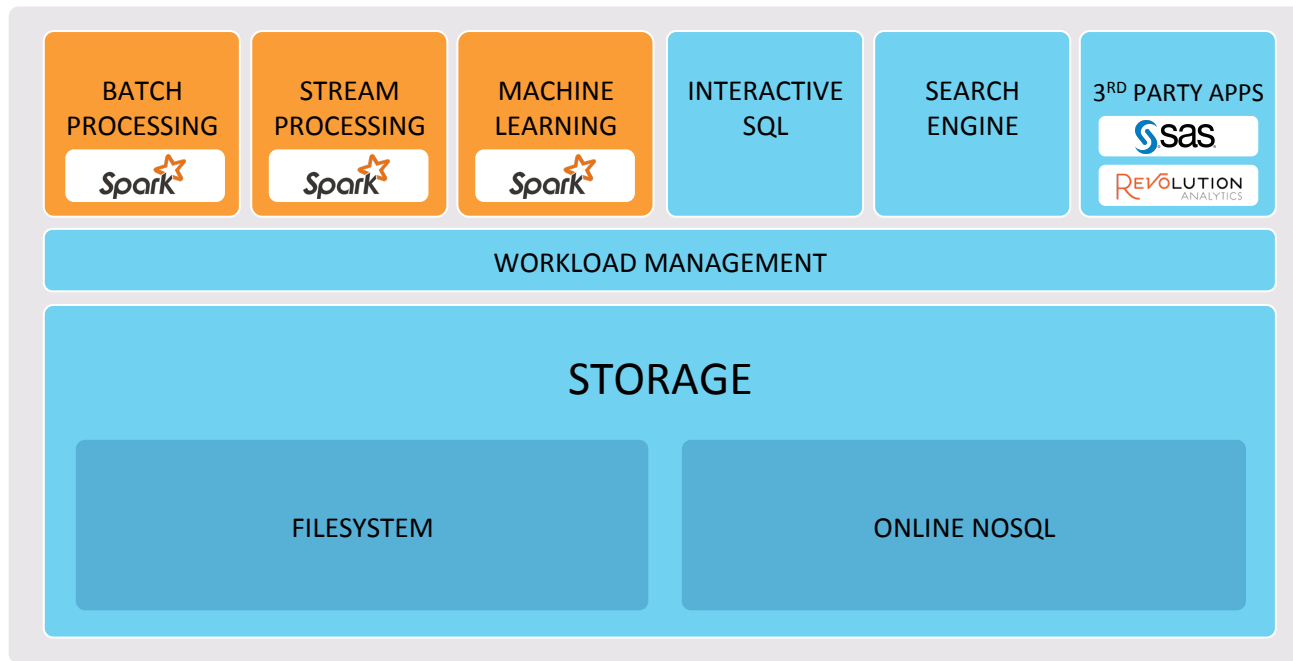 BATCH
PROCESSING
Spark
STREAM
PROCESSING
Spark
MACHINE
LEARNING
Spark
INTERACTIVE
SQL
SEARCH
ENGINE
3RD PARTY APPS
sas
REVOLUTION
ANALYTICS
WORKLOAD MANAGEMENT
STORAGE
FILESYSTEM
ONLINE NOSQL